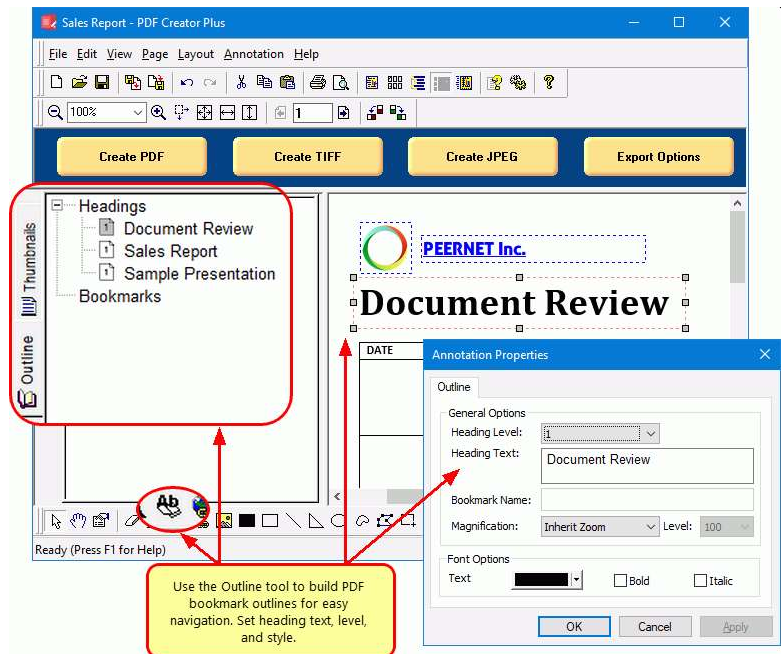 Sales Report - PDF Creator Plus
File Edit View Page Layout Annotation Help
100% 1
Create PDF Create TIFF Create JPEG Export Options
Thumbnails
Outline
Headings
1 Document Review
1 Sales Report
1 Sample Presentation
Bookmarks
PEERNET Inc.
Document Review
DATE
Annotation Properties
Outline
General Options
Heading Level: 1
Heading Text: Document Review
Bookmark Name:
Magnification: Inherit Zoom Level: 100
Font Options
Text Bold Italic
OK Cancel Apply
Ab
Ready (Press F1 for Help)
Use the Outline tool to build PDF
bookmark outlines for easy
navigation. Set heading text, level,
and style.